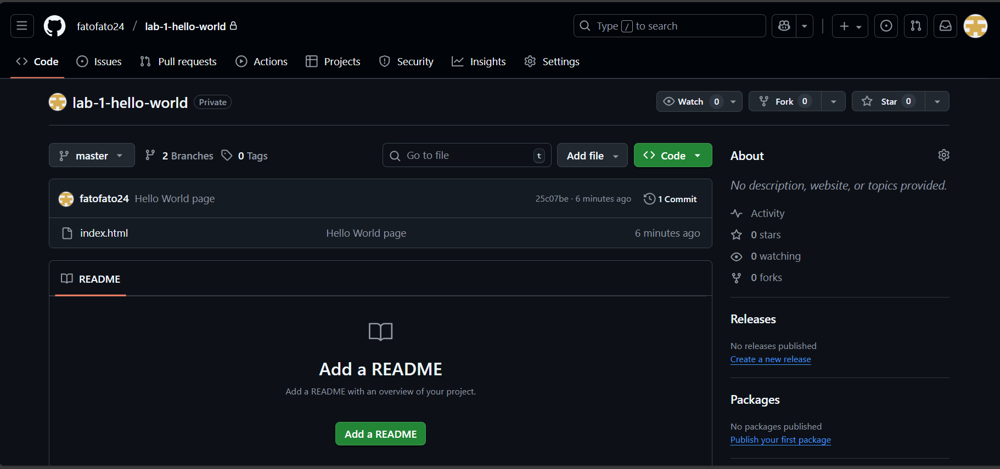 fatofato24 / lab-1-hello-world
Type / to search
Code Issues Pull requests Actions Projects Security Insights Settings
lab-1-hello-world Private
Watch 0 Fork 0 Star 0
master 2 Branches 0 Tags
Go to file t
Add file
Code
fatofato24 Hello World page 25c07be · 6 minutes ago 1 Commit
index.html Hello World page 6 minutes ago
README
Add a README
Add a README with an overview of your project.
Add a README
About
No description, website, or topics provided.
Activity
0 stars
0 watching
0 forks
Releases
No releases published
Create a new release
Packages
No packages published
Publish your first package